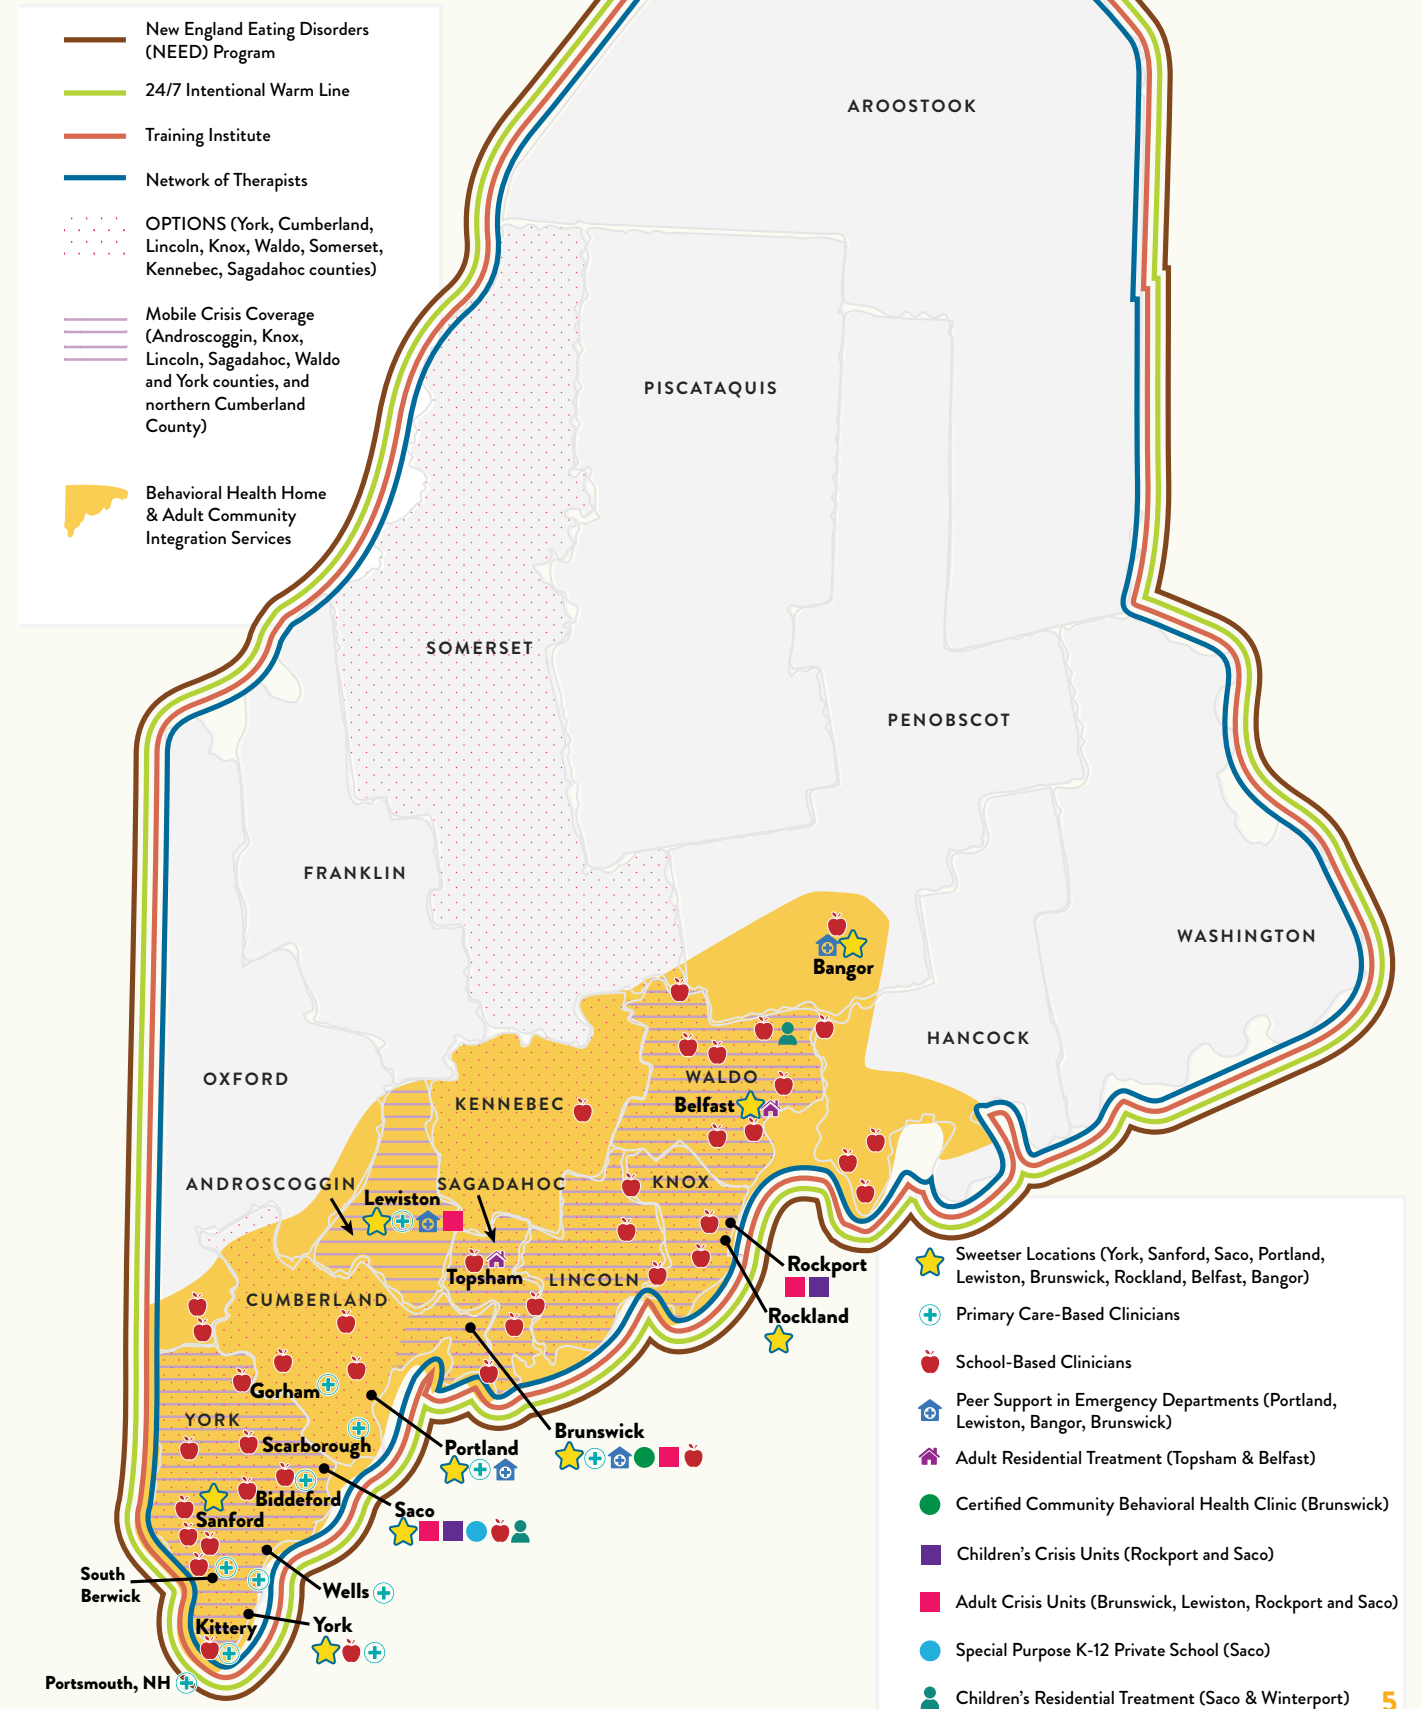 New England Eating Disorders
(NEED) Program
24/7 Intentional Warm Line
Training Institute
Network of Therapists
OPTIONS (York, Cumberland,
Lincoln, Knox, Waldo, Somerset,
Kennebec, Sagadahoc counties)
Mobile Crisis Coverage
(Androscoggin, Knox,
Lincoln, Sagadahoc, Waldo
and York counties, and
northern Cumberland
County)
Behavioral Health Home
& Adult Community
Integration Services
AROOSTOOK
PISCATAQUIS
SOMERSET
PENOBSCOT
FRANKLIN
WASHINGTON
Bangor
HANCOCK
OXFORD
WALDO
KENNEBEC
Belfast
ANDROSCOGGIN
SAGADAHOC
KNOX
Lewiston
Rockport
Topsham
LINCOLN
CUMBERLAND
Rockland
Gorham
YORK
Brunswick
Scarborough
Portland
Biddeford
Saco
Sanford
South
Berwick
Wells
Kittery
York
Portsmouth, NH
Sweetser Locations (York, Sanford, Saco, Portland,
Lewiston, Brunswick, Rockland, Belfast, Bangor)
Primary Care-Based Clinicians
School-Based Clinicians
Peer Support in Emergency Departments (Portland,
Lewiston, Bangor, Brunswick)
Adult Residential Treatment (Topsham & Belfast)
Certified Community Behavioral Health Clinic (Brunswick)
Children's Crisis Units (Rockport and Saco)
Adult Crisis Units (Brunswick, Lewiston, Rockport and Saco)
Special Purpose K-12 Private School (Saco)
Children's Residential Treatment (Saco & Winterport)
5